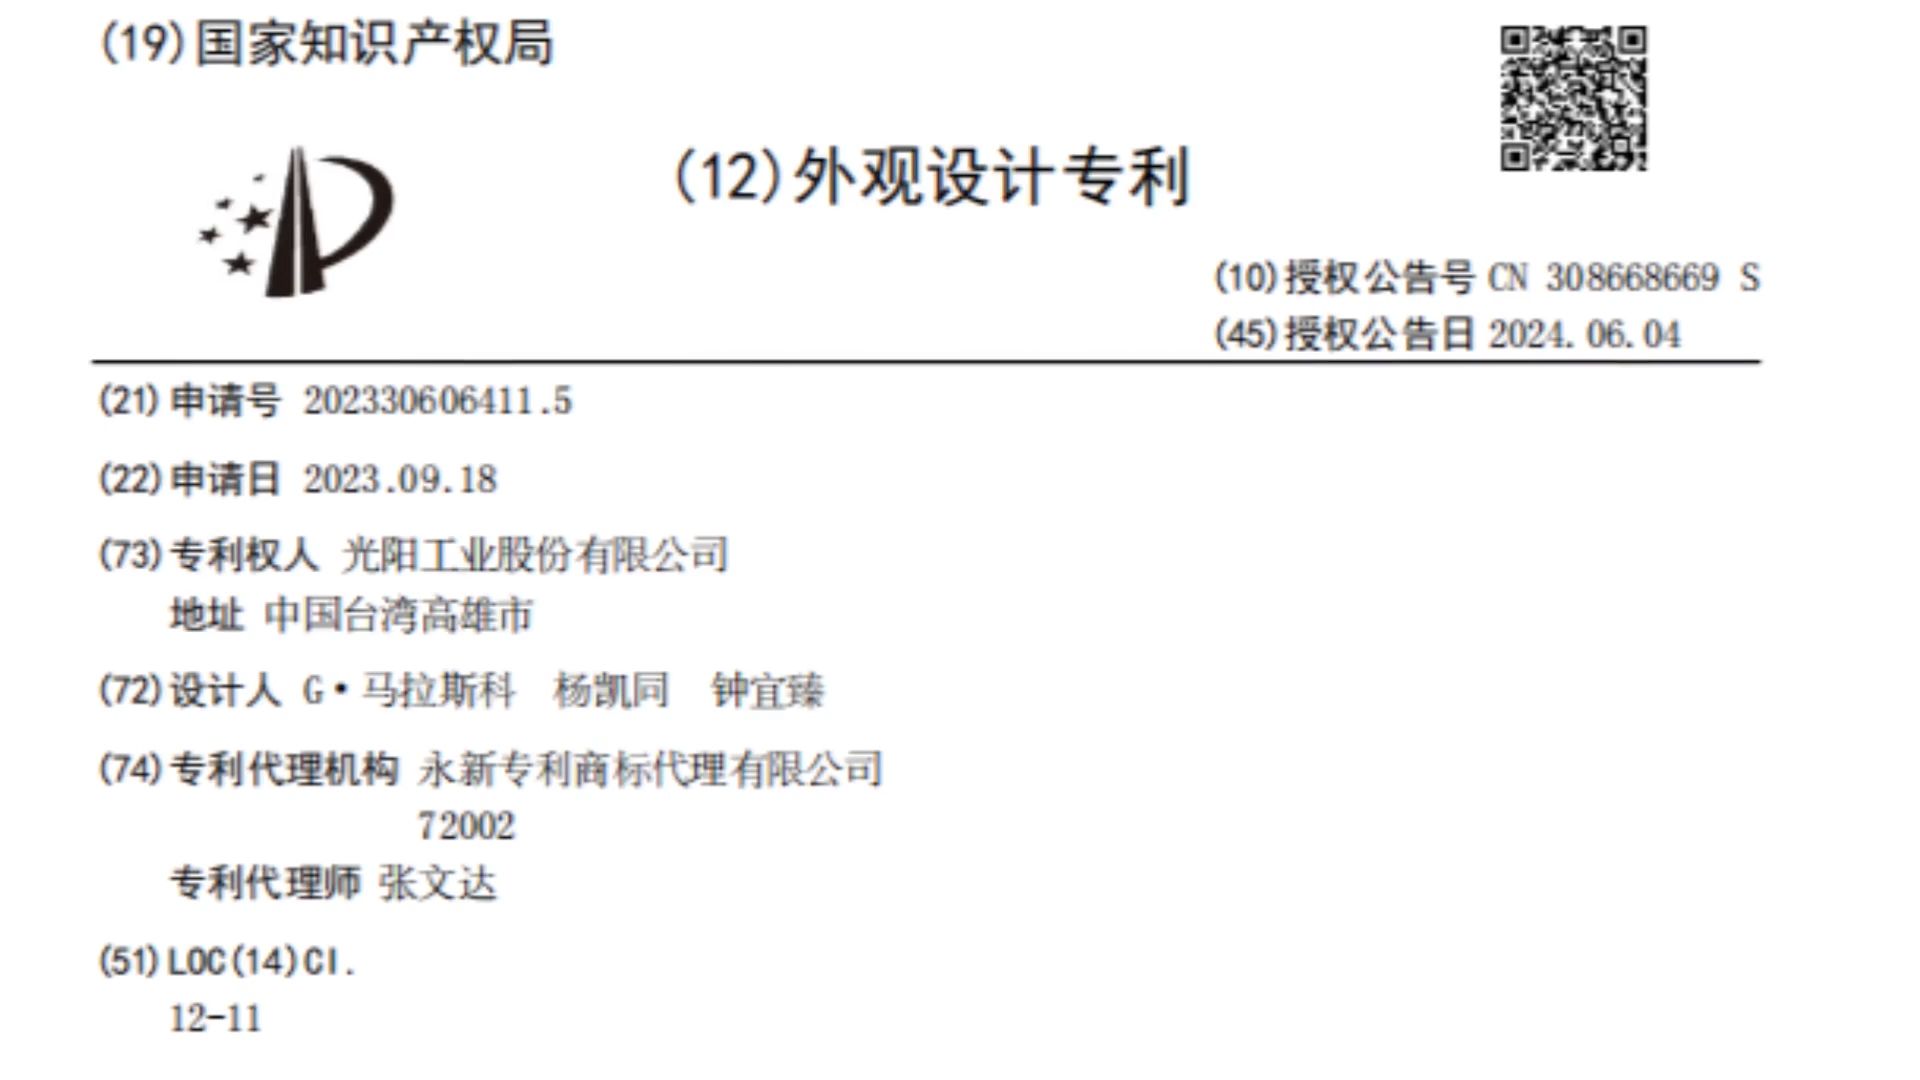 (19)国家知识产权局
(12)外观设计专利
(10)授权公告号 CN 308668669 S
(45)授权公告日 2024.06.04
(21)申请号 202330606411.5
(22)申请日 2023.09.18
(73)专利权人 光阳工业股份有限公司
地址 中国台湾高雄市
(72)设计人 G·马拉斯科 杨凯同 钟宜臻
(74)专利代理机构 永新专利商标代理有限公司
72002
专利代理师 张文达
(51)LOC(14)Cl.
12-11